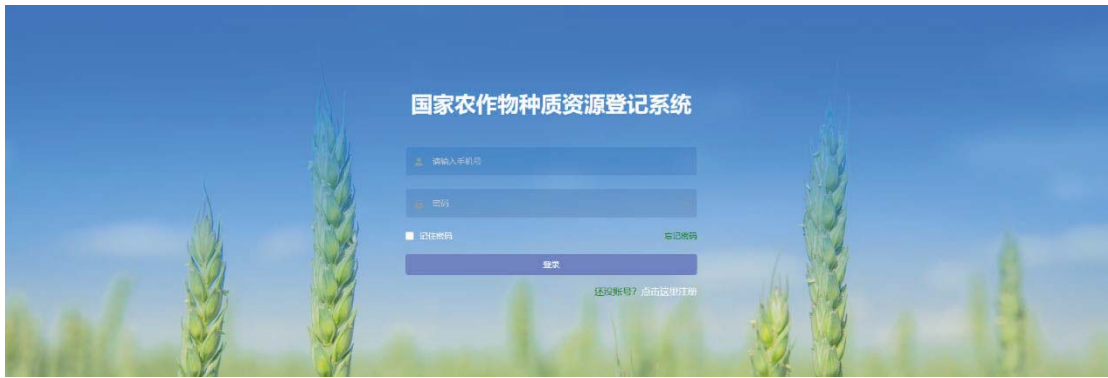 国家农作物种质资源登记系统
请输入手机号
密码
记住密码 忘记密码
登录
还没账号？点击这里注册